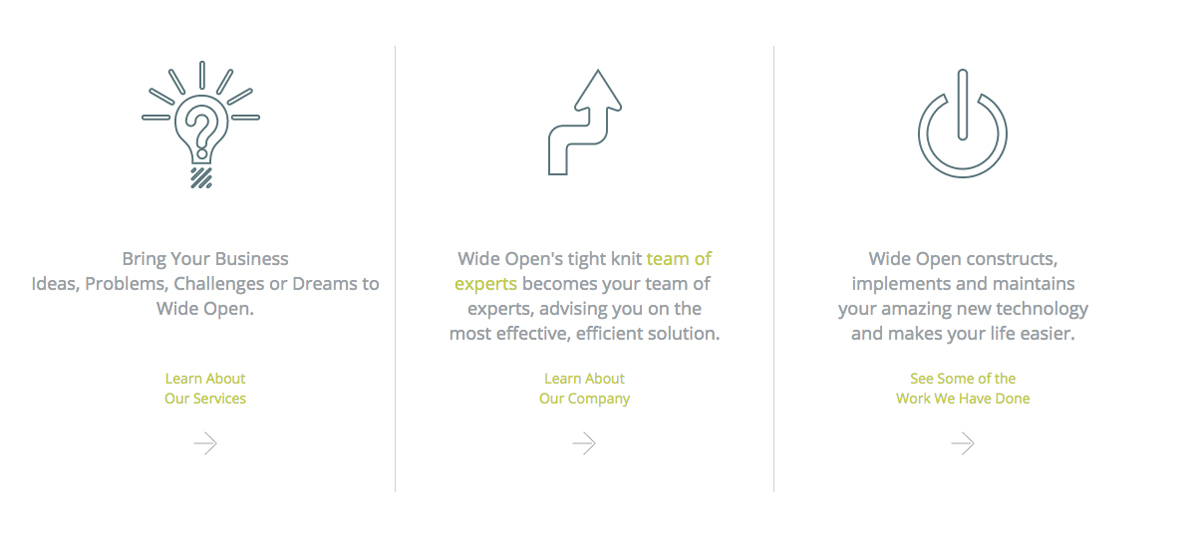 Bring Your Business
Ideas, Problems, Challenges or Dreams to
Wide Open.
Learn About
Our Services
Wide Open's tight knit team of
experts becomes your team of
experts, advising you on the
most effective, efficient solution.
Learn About
Our Company
Wide Open constructs,
implements and maintains
your amazing new technology
and makes your life easier.
See Some of the
Work We Have Done